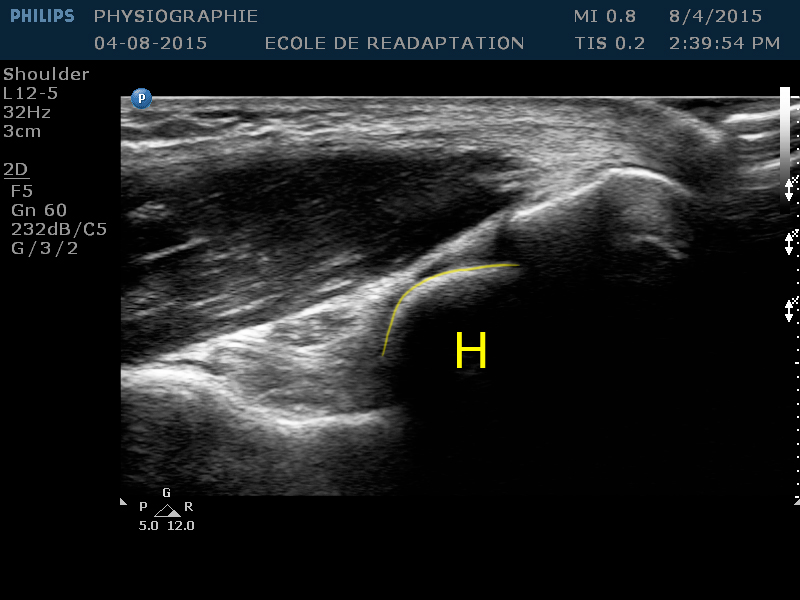 PHILIPS PHYSIOGRAPHIE MI 0.8 8/4/2015
04-08-2015 ECOLE DE READAPTATION TIS 0.2 2:39:54 PM
Shoulder
L12-5
32Hz
3cm
P
2D
F5
Gn 60
232dB/C5
G/3/2
H
G
P R
5.0 12.0